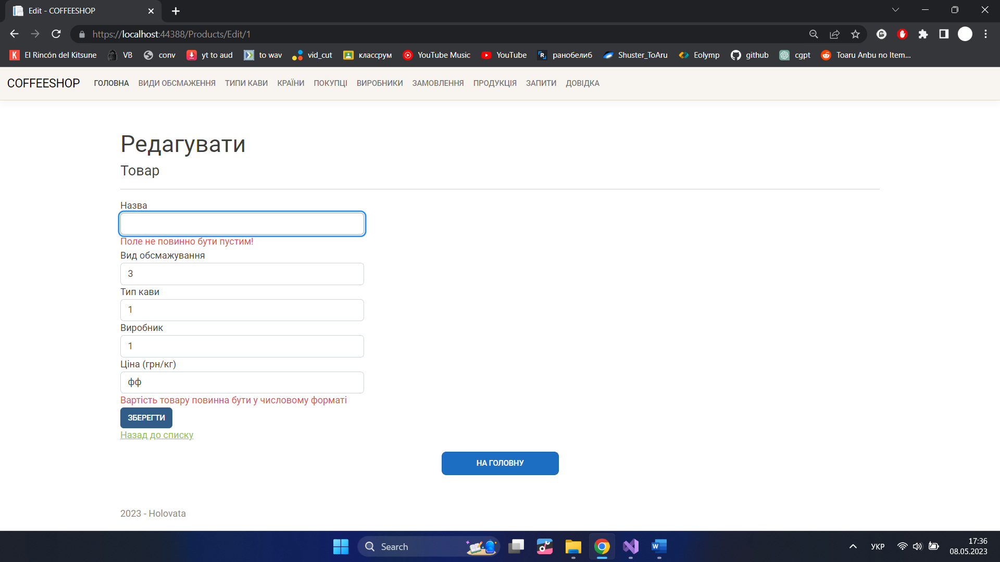 Edit - COFFEESHOP
https://localhost:44388/Products/Edit/1
El Rincón del Kitsune VB conv yt to aud to wav vid_cut классрум YouTube Music YouTube ранобелиб Shuster_ToAru Eolymp github cgpt Toaru Anbu no Item...
COFFEESHOP ГОЛОВНА ВИДИ ОБСМАЖЕННЯ ТИПИ КАВИ КРАЇНИ ПОКУПЦІ ВИРОБНИКИ ЗАМОВЛЕННЯ ПРОДУКЦІЯ ЗАПИТИ ДОВІДКА
Редагувати
Товар
Назва
Поле не повинно бути пустим!
Вид обсмажування
3
Тип кави
1
Виробник
1
Ціна (грн/кг)
фф
Вартість товару повинна бути у числовому форматі
ЗБЕРЕГТИ
Назад до списку
НА ГОЛОВНУ
2023 - Holovata
Search
УКР
17:36
08.05.2023